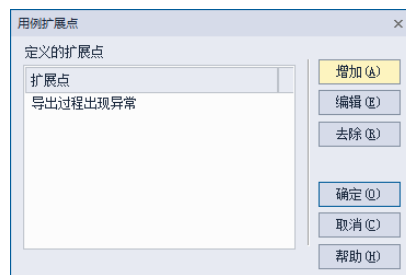 用例扩展点
定义的扩展点
扩展点
导出过程出现异常
增加(A)
编辑(E)
去除(R)
确定(O)
取消(C)
帮助(H)